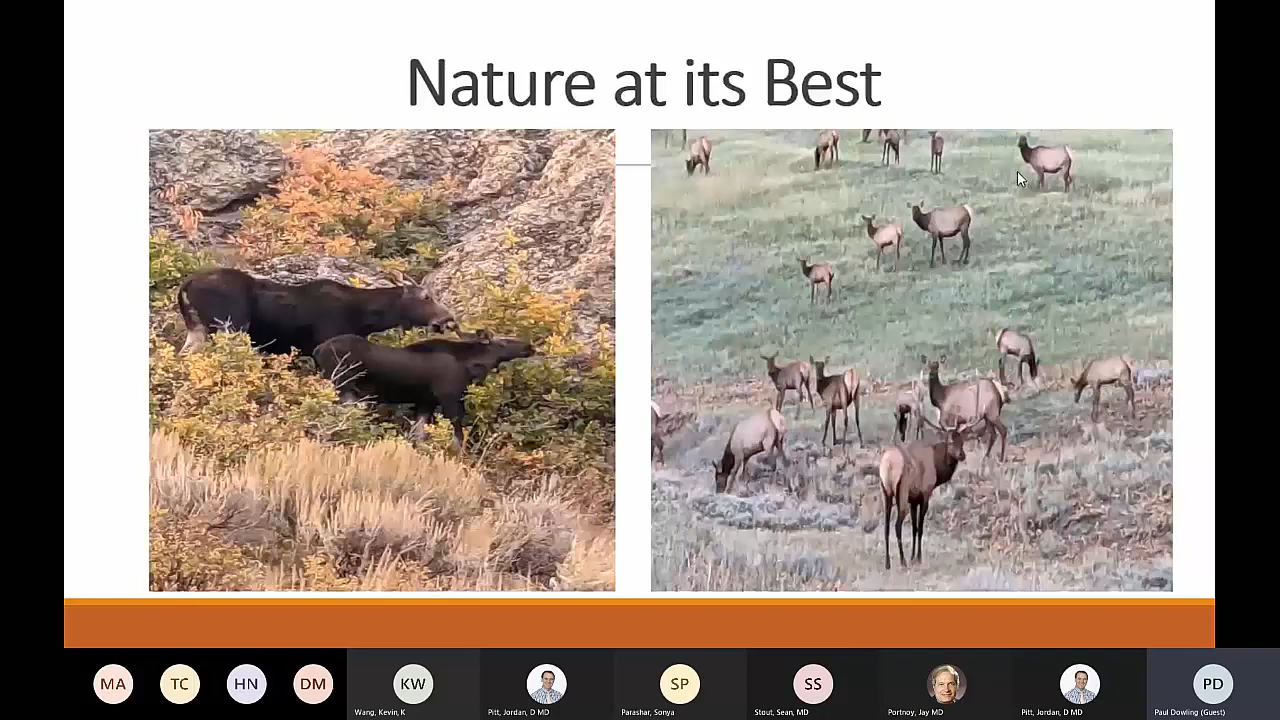 Nature at its Best
MA
TC
HN
DM
KW
SP
SS
PD
Wang, Kevin, K
Pitt, Jordan, D MD
Parashar, Sonya
Stout, Sean, MD
Portnoy, Jay MD
Pitt, Jordan, D MD
Paul Dowling (Guest)